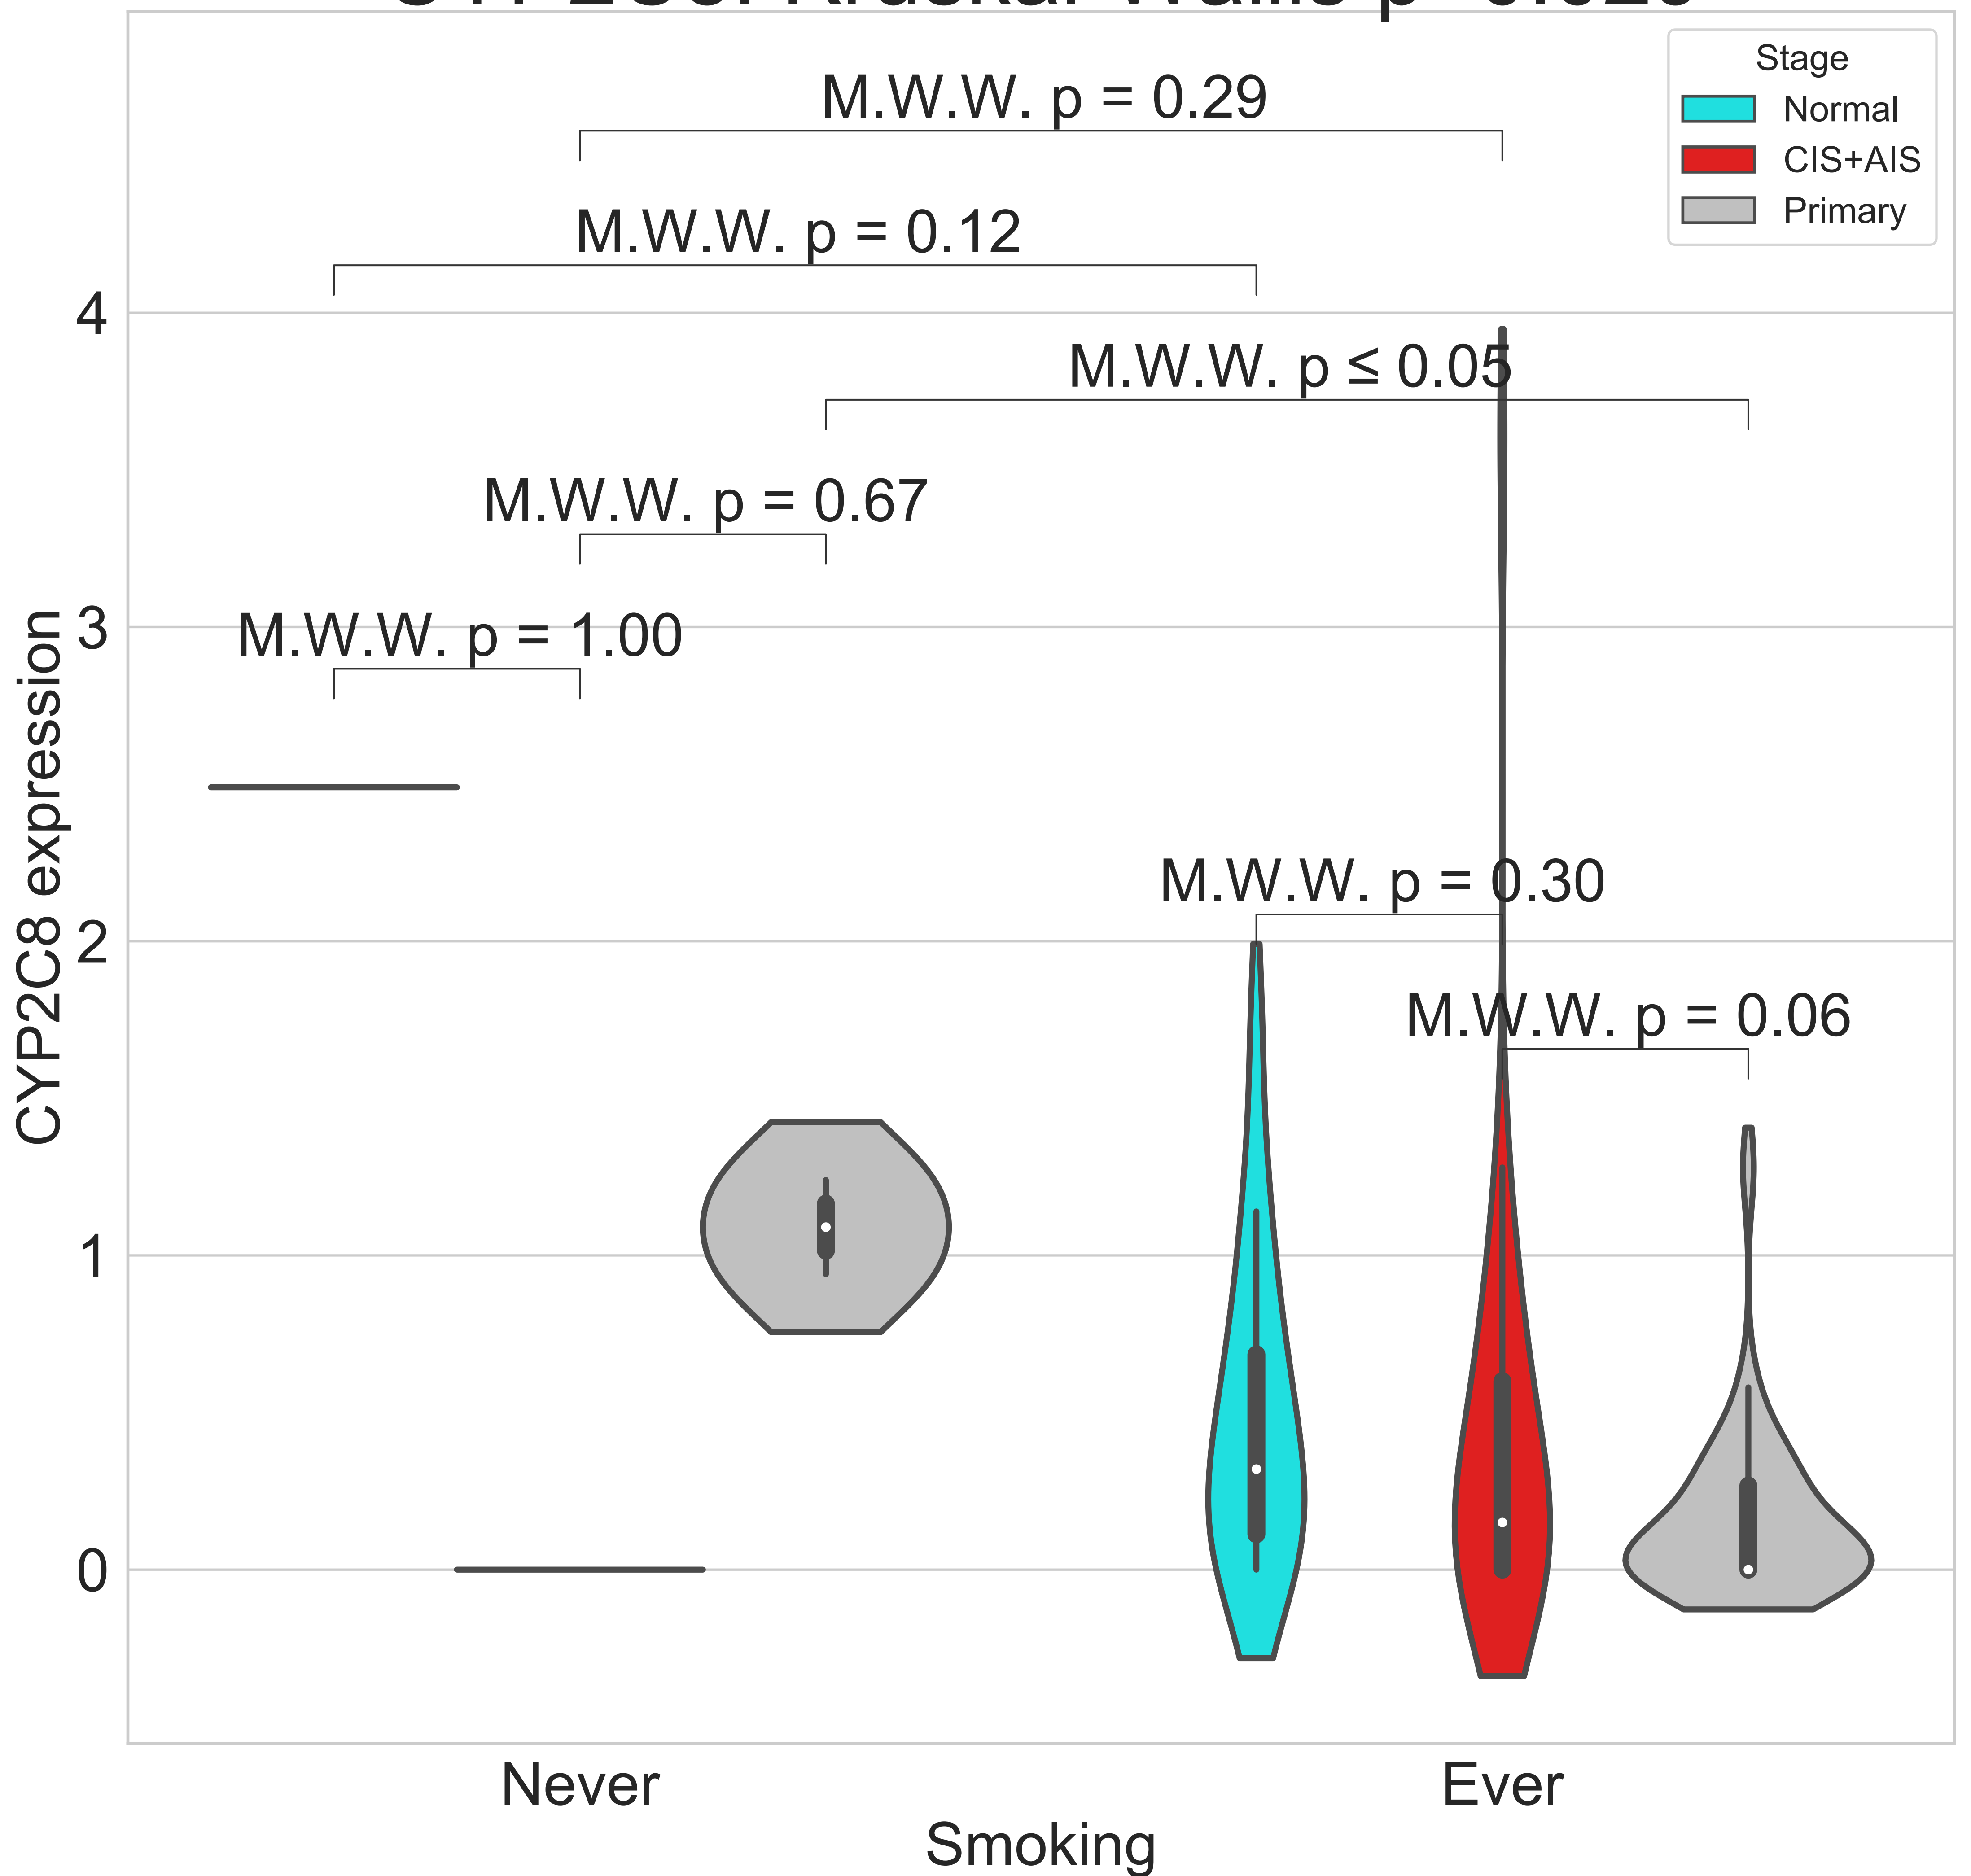 Stage
Normal
CIS+AIS
Primary
M.W.W. p = 0.29
M.W.W. p = 0.12
M.W.W. p ≤ 0.05
M.W.W. p = 0.67
M.W.W. p = 1.00
M.W.W. p = 0.30
M.W.W. p = 0.06
4
3
2
1
0
CYP2C8 expression
Never
Ever
Smoking